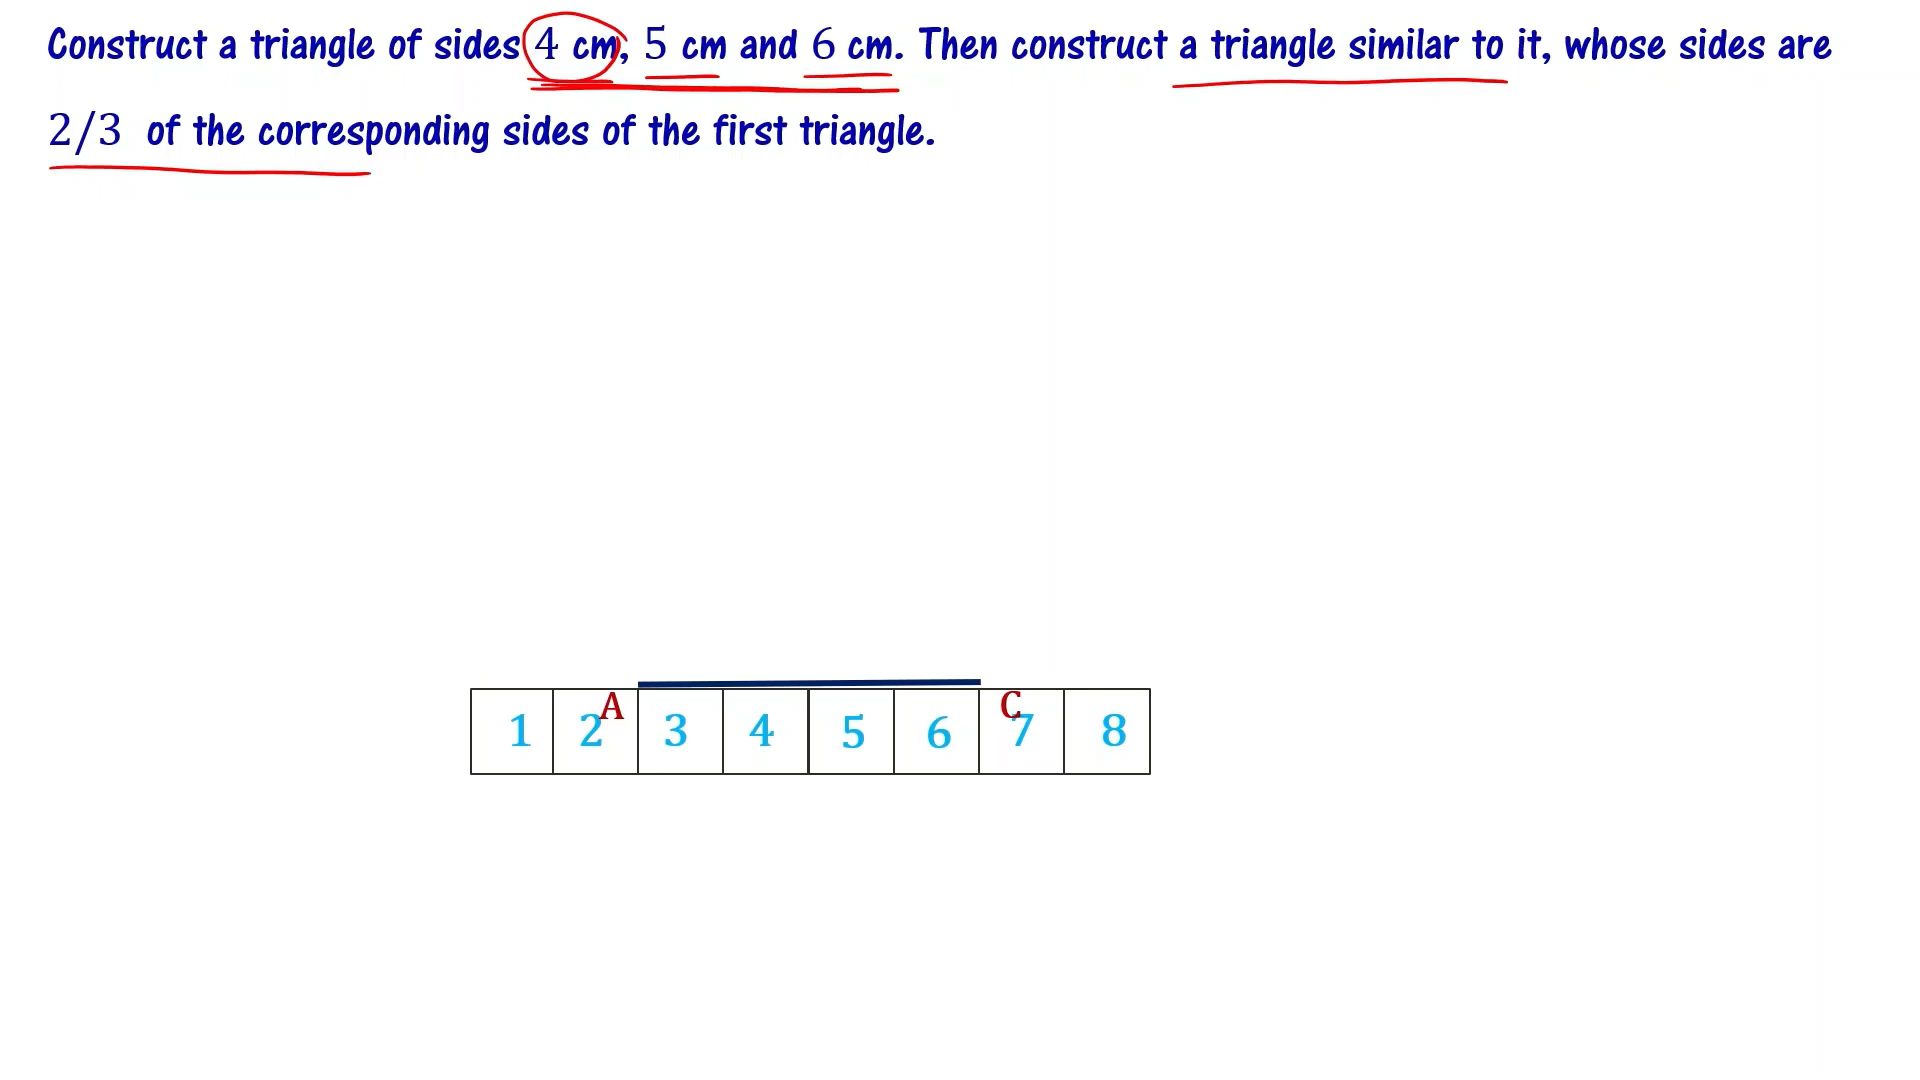 Construct a triangle of sides 4 cm, 5 cm and 6 cm. Then construct a triangle similar to it, whose sides are
2/3 of the corresponding sides of the first triangle.
A C
1 2 3 4 5 6 7 8